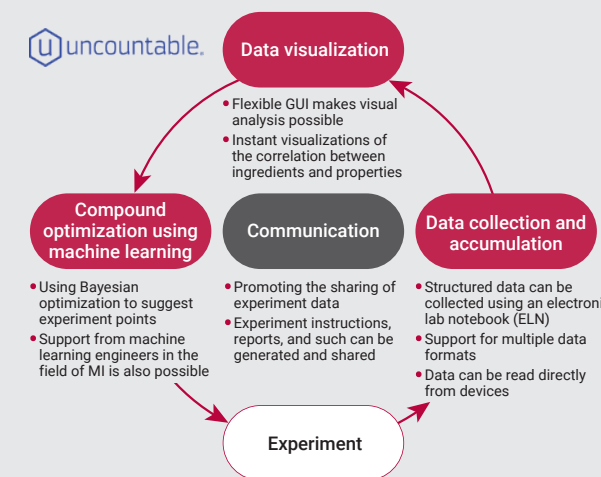 uncountable.
Data visualization
• Flexible GUI makes visual
analysis possible
• Instant visualizations of
the correlation between
ingredients and properties
Compound
optimization using
machine learning
• Using Bayesian
optimization to suggest
experiment points
• Support from machine
learning engineers in the
field of MI is also possible
Communication
• Promoting the sharing of
experiment data
• Experiment instructions,
reports, and such can be
generated and shared
Data collection and
accumulation
• Structured data can be
collected using an electroni
lab notebook (ELN)
• Support for multiple data
formats
• Data can be read directly
from devices
Experiment